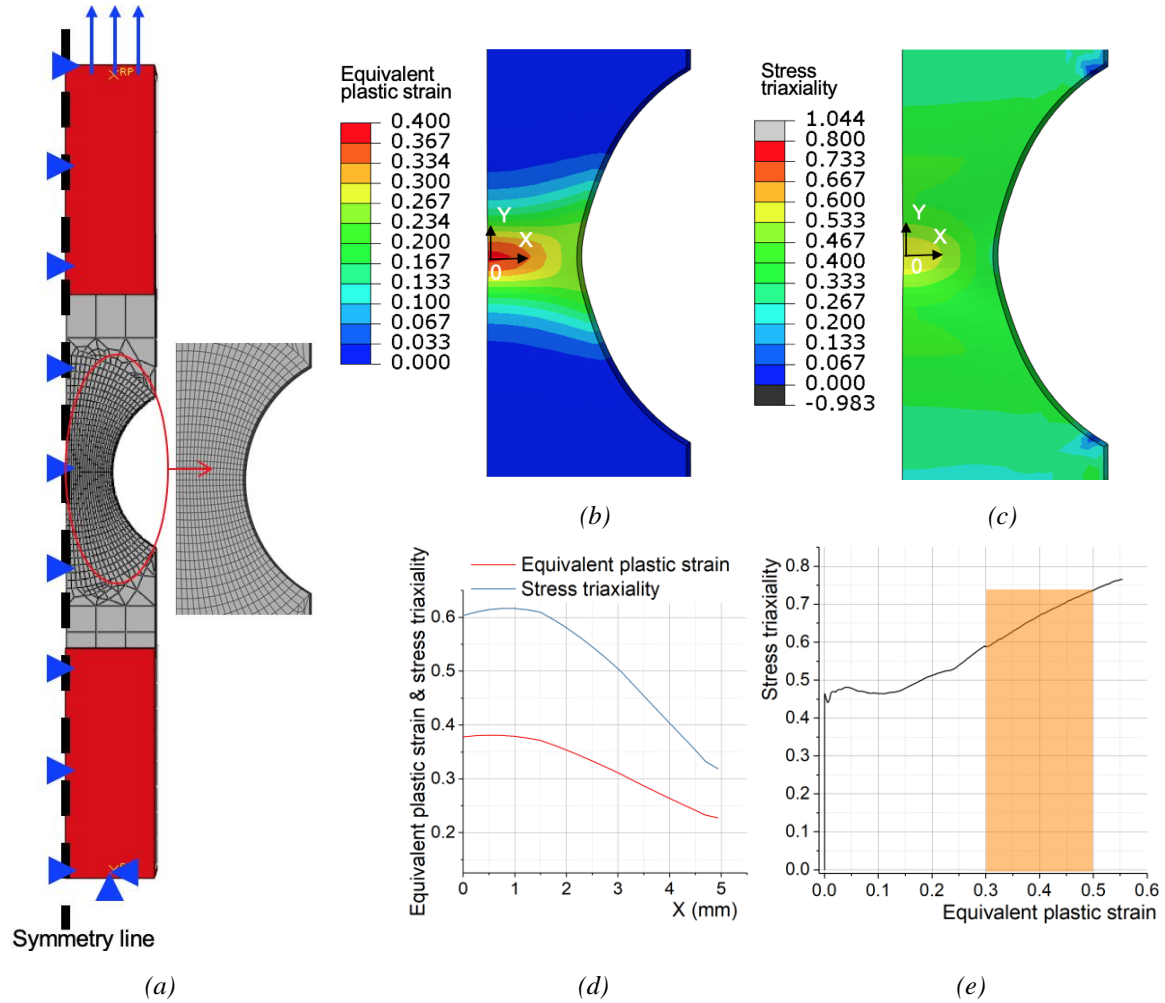 RP
Symmetry line
(a)
Equivalent
plastic strain
0.400
0.367
0.334
0.300
0.267
0.234
0.200
0.167
0.133
0.100
0.067
0.033
0.000
Y
X
0
(b)
Stress
triaxiality
1.044
0.800
0.733
0.667
0.600
0.533
0.467
0.400
0.333
0.267
0.200
0.133
0.067
0.000
-0.983
Y
X
0
(c)
Equivalent plastic strain & stress triaxiality
Equivalent plastic strain
Stress triaxiality
0.6
0.5
0.4
0.3
0.2
0 1 2 3 4 5
X (mm)
(d)
Stress triaxiality
0.8
0.7
0.6
0.5
0.4
0.3
0.2
0.1
0.0
0.0 0.1 0.2 0.3 0.4 0.5 0.6
Equivalent plastic strain
(e)